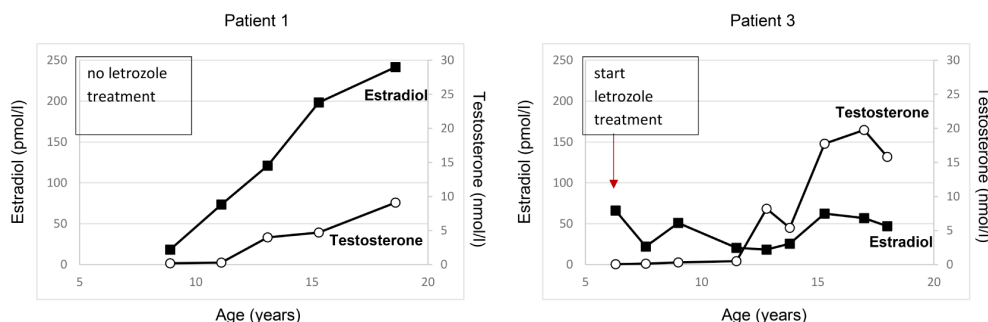 Patient 1
Estradiol (pmol/l)
250
200
150
100
50
0
no letrozole
treatment
Estradiol
Testosterone
30
25
20
15
10
5
0
Testosterone (nmol/l)
5
10
15
20
Age (years)
Patient 3
Estradiol (pmol/l)
250
200
150
100
50
0
start
letrozole
treatment
Testosterone
Estradiol
30
25
20
15
10
5
0
Testosterone (nmol/l)
5
10
15
20
Age (years)